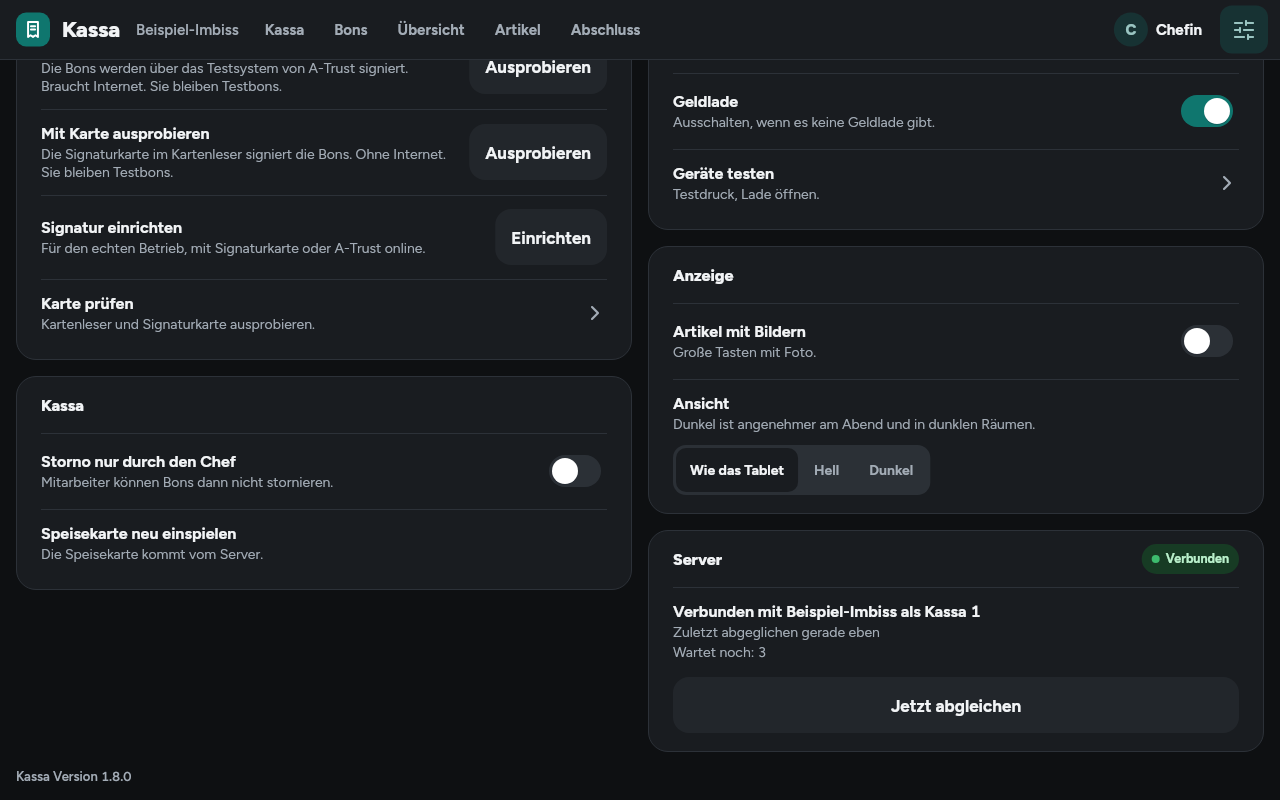 Kassa
Beispiel-Imbiss
Kassa
Bons
Übersicht
Artikel
Abschluss
C
Chefin
Die Bons werden über das Testsystem von A-Trust signiert.
Braucht Internet. Sie bleiben Testbons.
Ausprobieren
Mit Karte ausprobieren
Die Signaturkarte im Kartenleser signiert die Bons. Ohne Internet.
Sie bleiben Testbons.
Ausprobieren
Signatur einrichten
Für den echten Betrieb, mit Signaturkarte oder A-Trust online.
Einrichten
Karte prüfen
Kartenleser und Signaturkarte ausprobieren.
Kassa
Storno nur durch den Chef
Mitarbeiter können Bons dann nicht stornieren.
Speisekarte neu einspielen
Die Speisekarte kommt vom Server.
Geldlade
Ausschalten, wenn es keine Geldlade gibt.
Geräte testen
Testdruck, Lade öffnen.
Anzeige
Artikel mit Bildern
Große Tasten mit Foto.
Ansicht
Dunkel ist angenehmer am Abend und in dunklen Räumen.
Wie das Tablet
Hell
Dunkel
Server
Verbunden
Verbunden mit Beispiel-Imbiss als Kassa 1
Zuletzt abgeglichen gerade eben
Wartet noch: 3
Jetzt abgleichen
Kassa Version 1.8.0